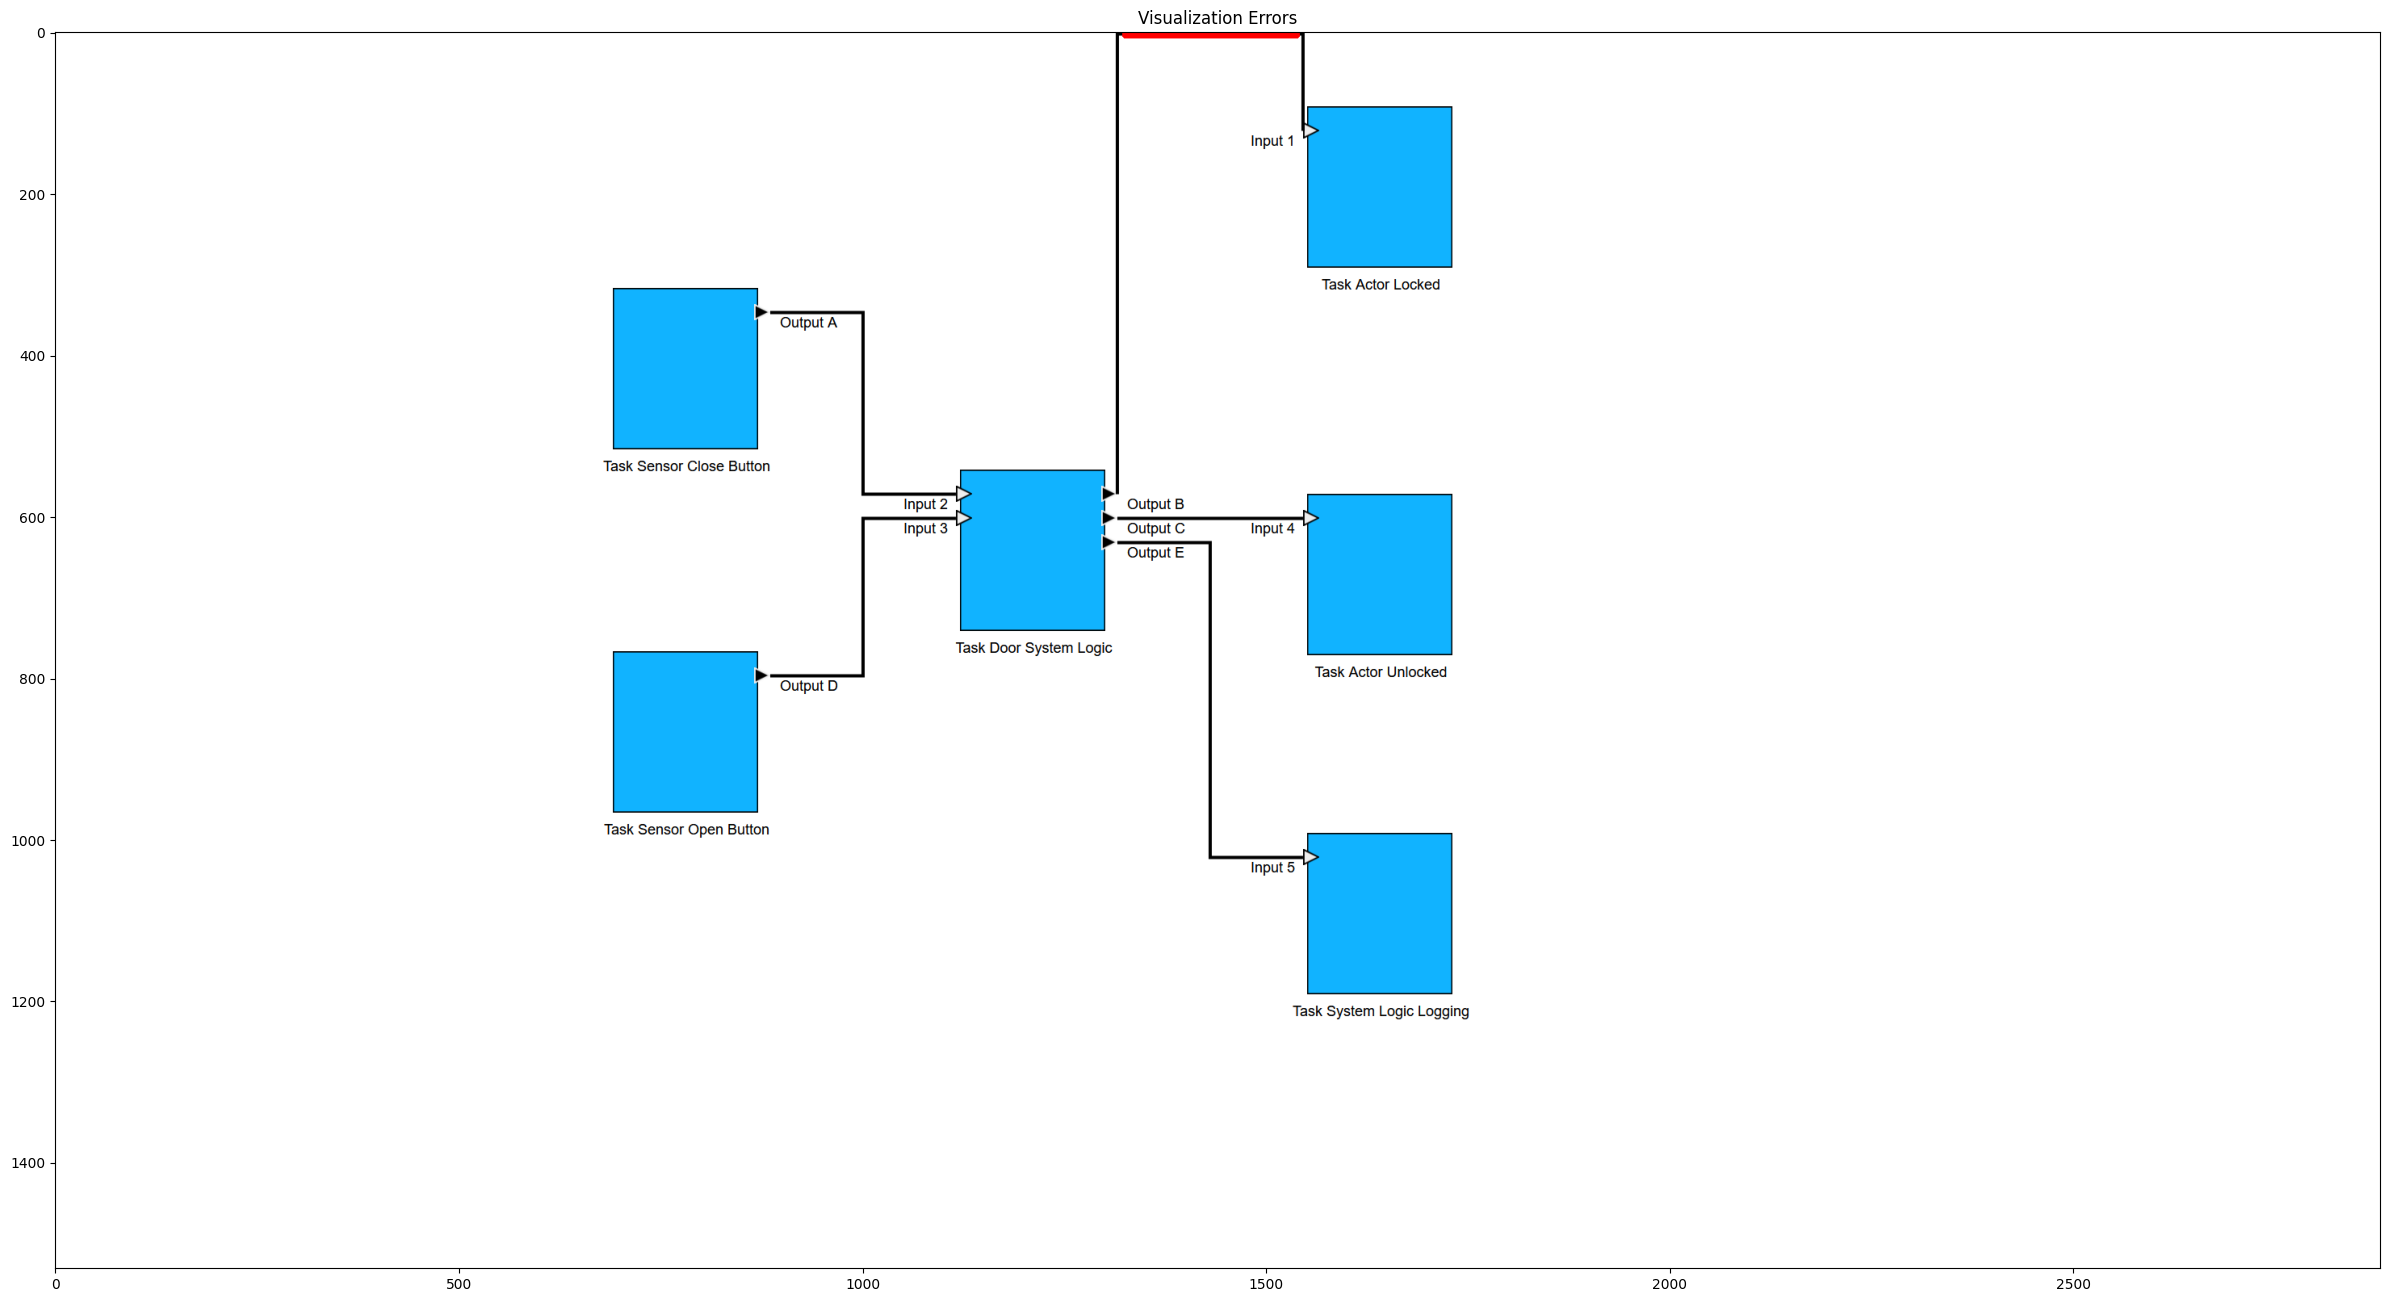 Visualization Errors
0
200
400
600
800
1000
1200
1400
Input 1
Task Actor Locked
Output A
Task Sensor Close Button
Input 2
Input 3
Output B
Output C
Output E
Input 4
Task Door System Logic
Task Actor Unlocked
Output D
Task Sensor Open Button
Input 5
Task System Logic Logging
0
500
1000
1500
2000
2500